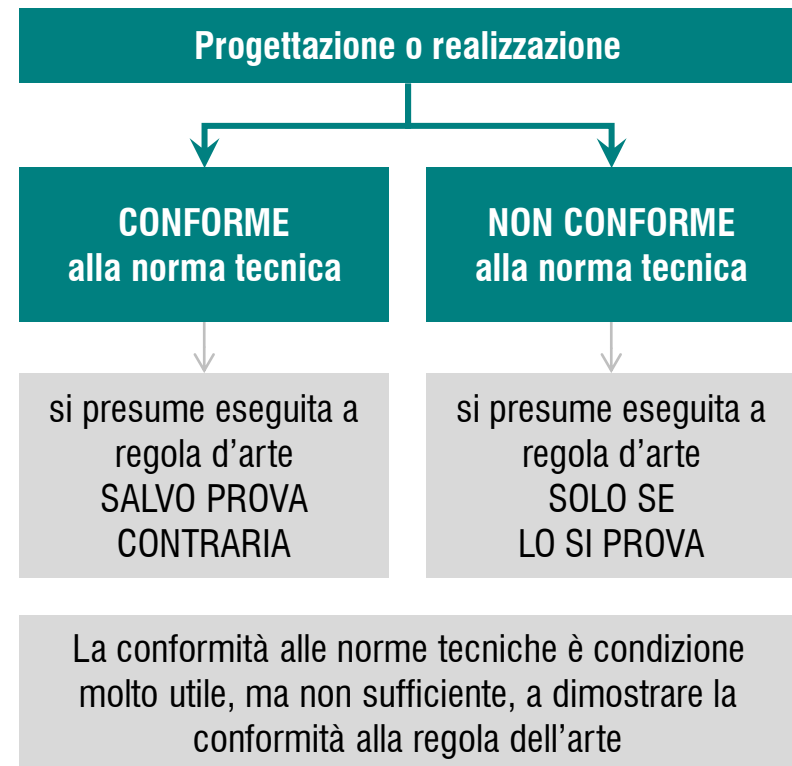 Progettazione o realizzazione
CONFORME
alla norma tecnica
NON CONFORME
alla norma tecnica
si presume eseguita a
regola d’arte
SALVO PROVA
CONTRARIA
si presume eseguita a
regola d’arte
SOLO SE
LO SI PROVA
La conformità alle norme tecniche è condizione
molto utile, ma non sufficiente, a dimostrare la
conformità alla regola dell’arte